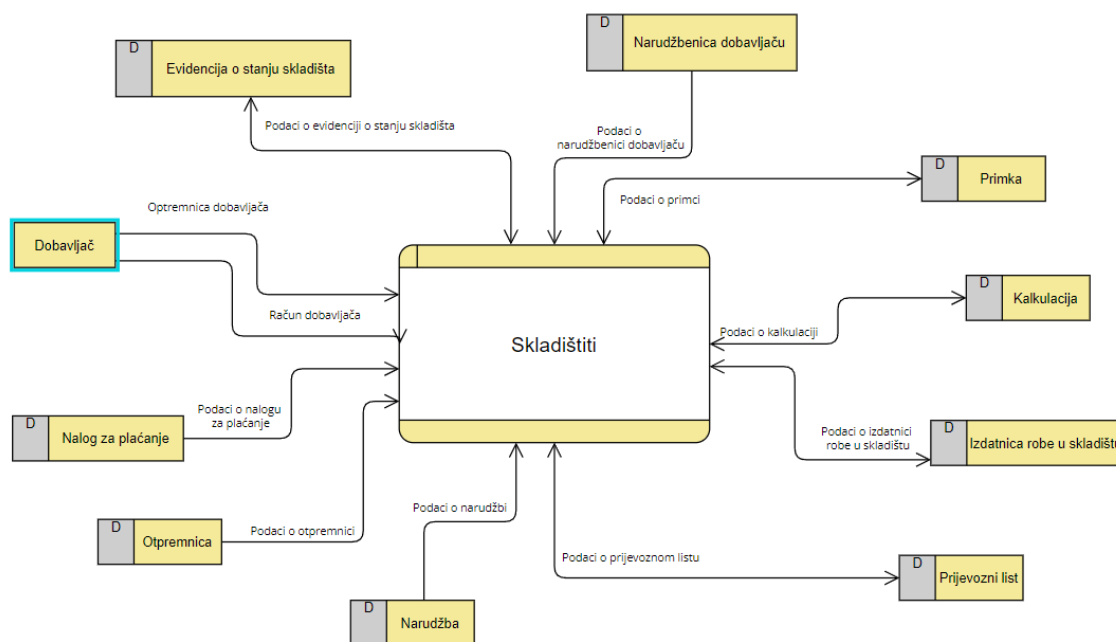 D
Narudžbenica dobavljaču
D
Evidencija o stanju skladišta
Podaci o evidenciji o stanju skladišta
Podaci o
narudžbenici dobavljaču
D
Primka
Podaci o primci
Optremnica dobavljača
Dobavljač
D
Kalkulacija
Račun dobavljača
Podaci o kalkulaciji
Skladištiti
Podaci o nalogu
za plaćanje
D
Nalog za plaćanje
Podaci o izdatnici
robe u skladištu
D
Izdatnica robe u skladištu
Podaci o narudžbi
D
Otpremnica
Podaci o otpremnici
Podaci o prijevoznom listu
D
Prijevozni list
D
Narudžba